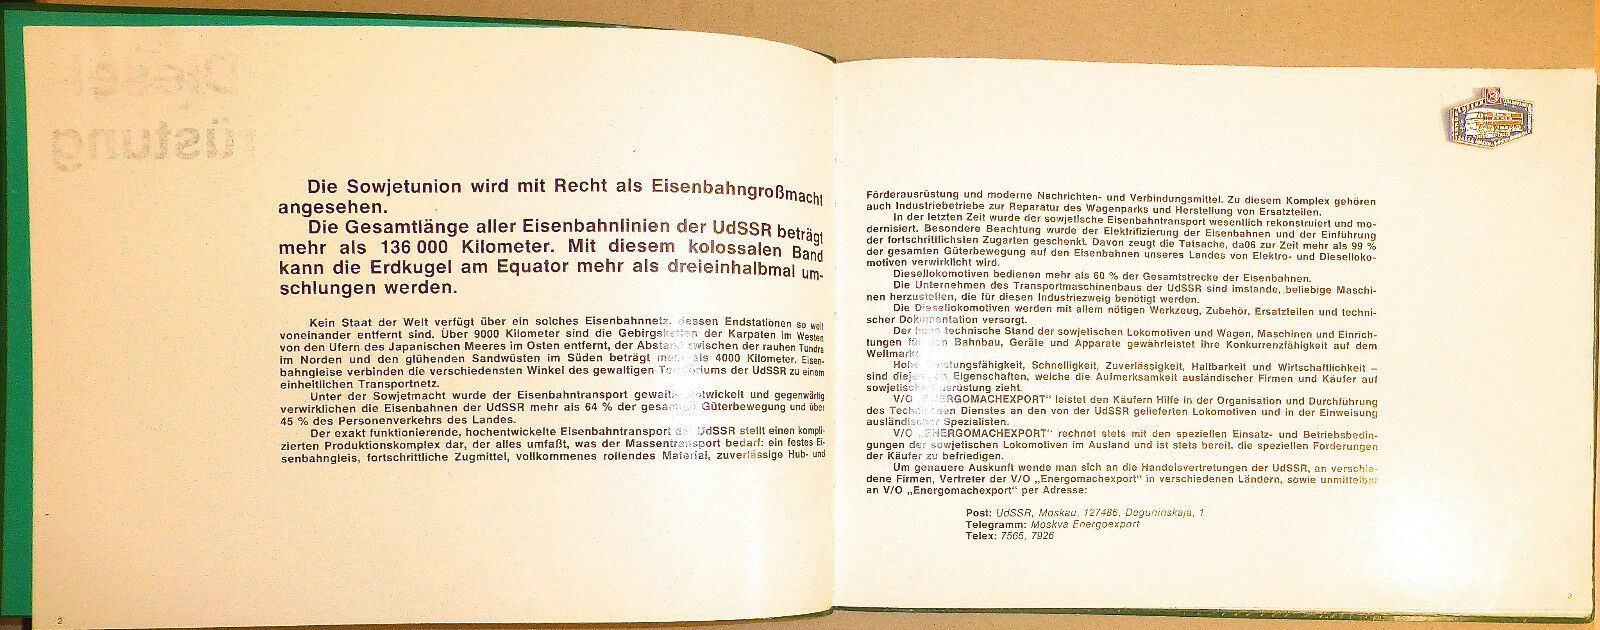 Die Sowjetunion wird mit Recht als Eisenbahngroßmacht
angesehen.
Die Gesamtlänge aller Eisenbahnlinien der UdSSR beträgt
mehr als 136 000 Kilometer. Mit diesem kolossalen Band
kann die Erdkugel am Equator mehr als dreieinhalbmal um-
schlungen werden.
Kein Staat der Welt verfügt über ein solches Eisenbahnnetz, dessen Endstationen so weit
voneinander entfernt sind. Über 9000 Kilometer sind die Gebirgsketten der Karpaten im Westen
von den Ufern des Japanischen Meeres im Osten entfernt, der Abstand zwischen der rauhen Tundra
im Norden und den glühenden Sandwüsten im Süden beträgt mehr als 4000 Kilometer. Eisen-
bahngleise verbinden die verschiedensten Winkel des gewaltigen Territoriums der UdSSR zu einem
einheitlichen Transportnetz.
Unter der Sowjetmacht wurde der Eisenbahntransport gewaltig entwickelt und gegenwärtig
verwirklichen die Eisenbahnen der UdSSR mehr als 64 % der gesamten Güterbewegung und über
45 % des Personenverkehrs des Landes.
Der exakt funktionierende, hochentwickelte Eisenbahntransport der UdSSR stellt einen kompli-
zierten Produktionskomplex dar, der alles umfaßt, was der Massentransport bedarf: ein festes Ei-
senbahngleis, fortschrittliche Zugmittel, vollkommenes rollendes Material, zuverlässige Hub- und
2
Förderausrüstung und moderne Nachrichten- und Verbindungsmittel. Zu diesem Komplex gehören
auch Industriebetriebe zur Reparatur des Wagenparks und Herstellung von Ersatzteilen.
In der letzten Zeit wurde der sowjetische Eisenbahntransport wesentlich rekonstruiert und mo-
dernisiert. Besondere Beachtung wurde der Elektrifizierung der Eisenbahnen und der Einführung
der fortschrittlichsten Zugarten geschenkt. Davon zeugt die Tatsache, da06 zur Zeit mehr als 99 %
der gesamten Güterbewegung auf den Eisenbahnen unseres Landes von Elektro- und Dieselloko-
motiven verwirklicht wird.
Diesellokomotiven bedienen mehr als 60 % der Gesamtstrecke der Eisenbahnen.
Die Unternehmen des Transportmaschinenbaus der UdSSR sind imstande, beliebige Maschi-
nen herzustellen, die für diesen Industriezweig benötigt werden.
Die Diesellokomotiven werden mit allem nötigen Werkzeug, Zubehör, Ersatzteilen und techni-
scher Dokumentation versorgt.
Der hohe technische Stand der sowjetischen Lokomotiven und Wagen, Maschinen und Einrich-
tungen für den Bahnbau, Geräte und Apparate gewährleistet ihre Konkurrenzfähigkeit auf dem
Weltmarkt.
Hohe Leistungsfähigkeit, Schnelligkeit, Zuverlässigkeit, Haltbarkeit und Wirtschaftlichkeit –
sind diejenigen Eigenschaften, welche die Aufmerksamkeit ausländischer Firmen und Käufer auf
sowjetische Ausrüstung zieht.
V/O „ENERGOMACHEXPORT" leistet den Käufern Hilfe in der Organisation und Durchführung
des Technischen Dienstes an den von der UdSSR gelieferten Lokomotiven und in der Einweisung
ausländischer Spezialisten.
V/O „ENERGOMACHEXPORT" rechnet stets mit den speziellen Einsatz- und Betriebsbedin-
gungen der sowjetischen Lokomotiven im Ausland und ist stets bereit, die speziellen Forderungen
der Käufer zu befriedigen.
Um genauere Auskunft wende man sich an die Handelsvertretungen der UdSSR, an verschie-
dene Firmen, Vertreter der V/O „Energomachexport" in verschiedenen Ländern, sowie unmittelbar
an V/O „Energomachexport" per Adresse:
Post: UdSSR, Moskau, 127486, Deguninskaja, 1
Telegramm: Moskva Energoexport
Telex: 7565, 7926
3